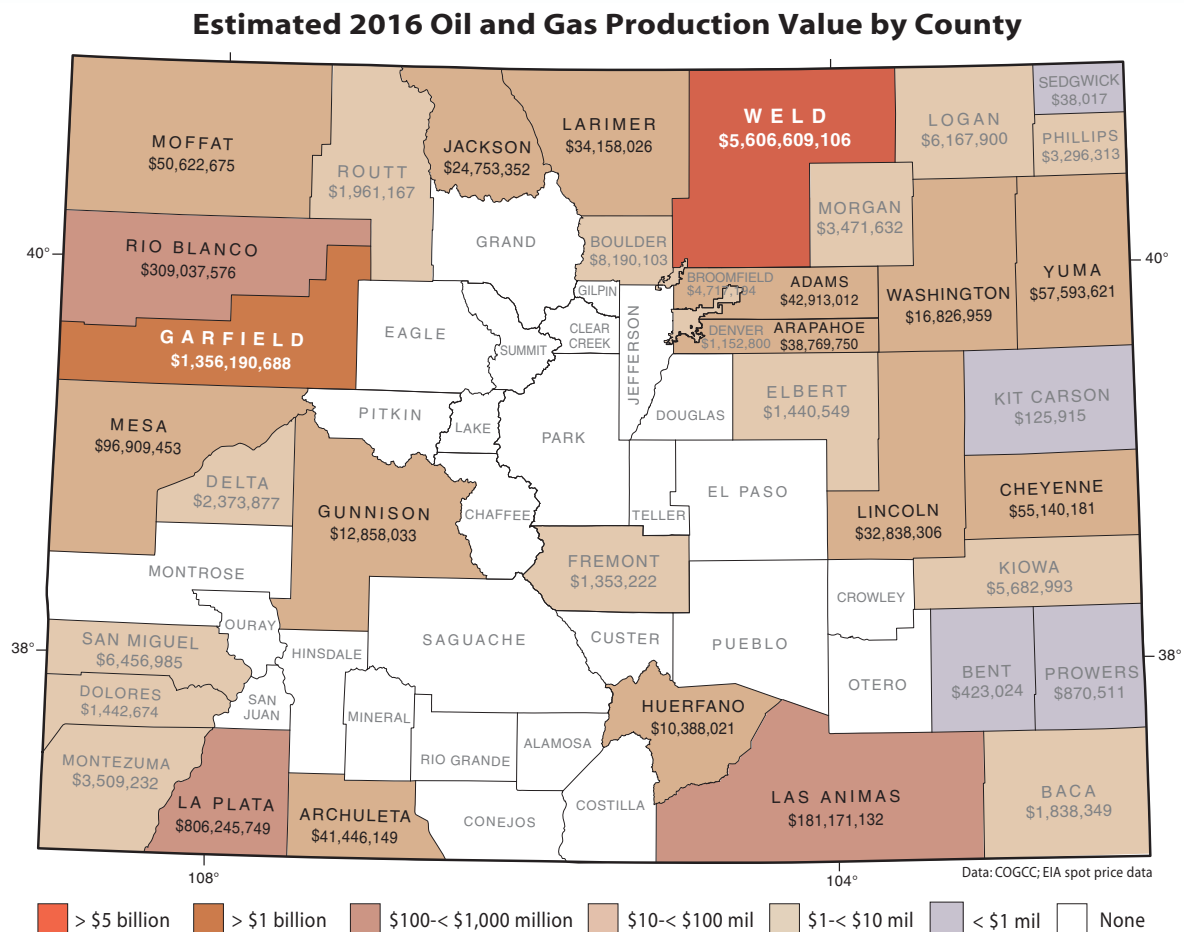 Estimated 2016 Oil and Gas Production Value by County
MOFFAT
$50,622,675
ROUTT
$1,961,167
JACKSON
$24,753,352
LARIMER
$34,158,026
WELD
$5,606,609,106
LOGAN
$6,167,900
SEDGWICK
$38,017
PHILLIPS
$3,296,313
RIO BLANCO
$309,037,576
GRAND
BOULDER
$8,190,103
MORGAN
$3,471,632
40°
40°
GARFIELD
$1,356,190,688
EAGLE
SUMMIT
GILPIN
CLEAR
CREEK
JEFFERSON
BROOMFIELD
ADAMS
$42,913,012
DENVER
$1,152,800
ARAPAHOE
$38,769,750
WASHINGTON
$16,826,959
YUMA
$57,593,621
MESA
$96,909,453
PITKIN
LAKE
PARK
DOUGLAS
ELBERT
$1,440,549
KIT CARSON
$125,915
DELTA
$2,373,877
GUNNISON
$12,858,033
CHAFFEE
TELLER
EL PASO
LINCOLN
$32,838,306
CHEYENNE
$55,140,181
MONTROSE
FREMONT
$1,353,222
KIOWA
$5,682,993
CROWLEY
OURAY
HINSDALE
SAGUACHE
CUSTER
PUEBLO
38°
38°
SAN MIGUEL
$6,456,985
DOLORES
$1,442,674
SAN
JUAN
MINERAL
RIO GRANDE
ALAMOSA
HUERFANO
$10,388,021
OTERO
BENT
$423,024
PROWERS
$870,511
MONTEZUMA
$3,509,232
LA PLATA
$806,245,749
ARCHULETA
$41,446,149
CONEJOS
COSTILLA
LAS ANIMAS
$181,171,132
BACA
$1,838,349
108°
104°
Data: COGCC; EIA spot price data
> $5 billion
> $1 billion
$100-< $1,000 million
$10-< $100 mil
$1-< $10 mil
< $1 mil
None